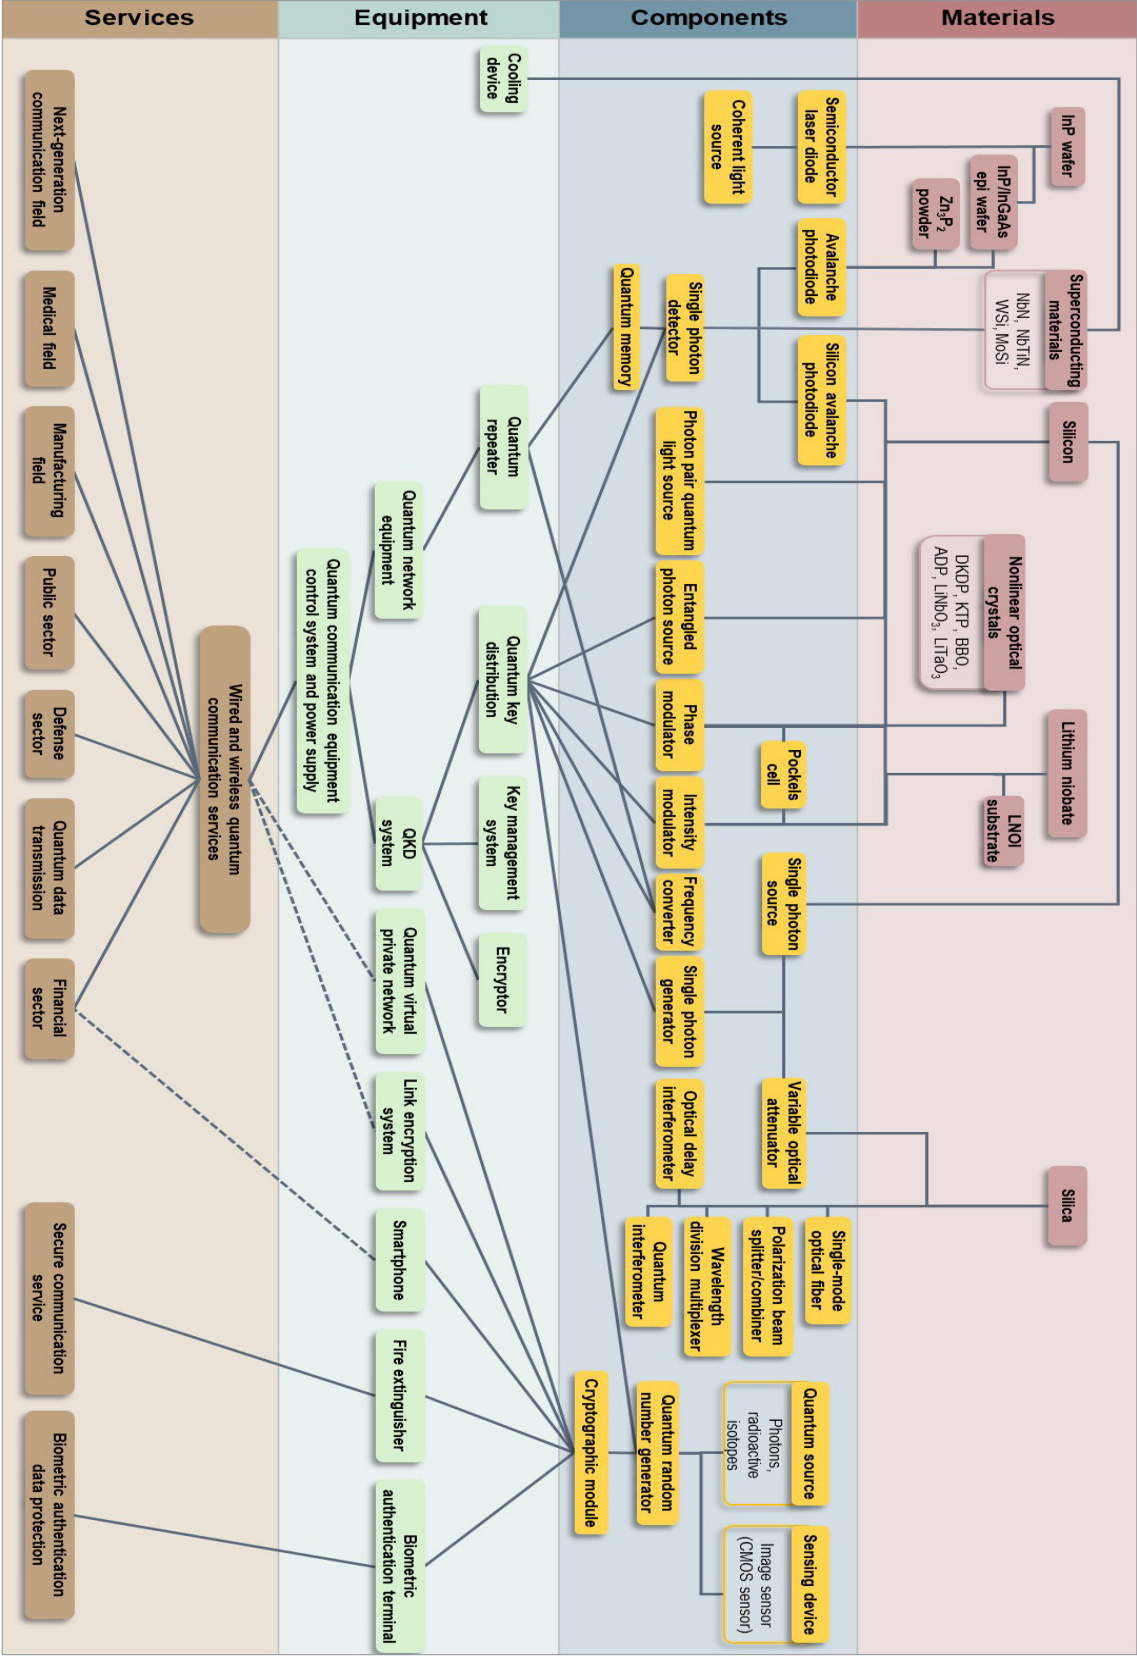 Services
Equipment
Components
Materials
Next-generation
communication field
Medical field
Manufacturing
field
Public sector
Defense
sector
Quantum data
transmission
Financial
sector
Secure communication
service
Biometric authentication
data protection
Wired and wireless quantum
communication services
Cooling
device
Quantum
repeater
Quantum network
equipment
Quantum communication equipment
control system and power supply
Quantum key
distribution
Key management
system
QKD
system
Encryptor
Quantum virtual
private network
Link encryption
system
Smartphone
Fire extinguisher
Biometric
authentication terminal
Semiconductor
laser diode
Coherent light
source
Avalanche
photodiode
Silicon avalanche
photodiode
Single photon
detector
Quantum memory
Photon pair quantum
light source
Entangled
photon source
Phase
modulator
Pockels
cell
Intensity
modulator
Frequency
converter
Single photon
source
Single photon
generator
Variable optical
attenuator
Optical delay
interferometer
Single-mode
optical fiber
Polarization beam
splitter/combiner
Wavelength
division multiplexer
Quantum
interferometer
Quantum source
Photons,
radioactive
isotopes
Sensing device
Image sensor
(CMOS sensor)
Quantum random
number generator
Cryptographic module
InP wafer
InP/InGaAs
epi wafer
Zn₃P₂
powder
Superconducting
materials
NbN, NbTiN,
WSi, MoSi
Silicon
Nonlinear optical
crystals
DKDP, KTP, BBO,
ADP, LiNbO₃, LiTaO₃
Lithium niobate
LNOI
substrate
Silica